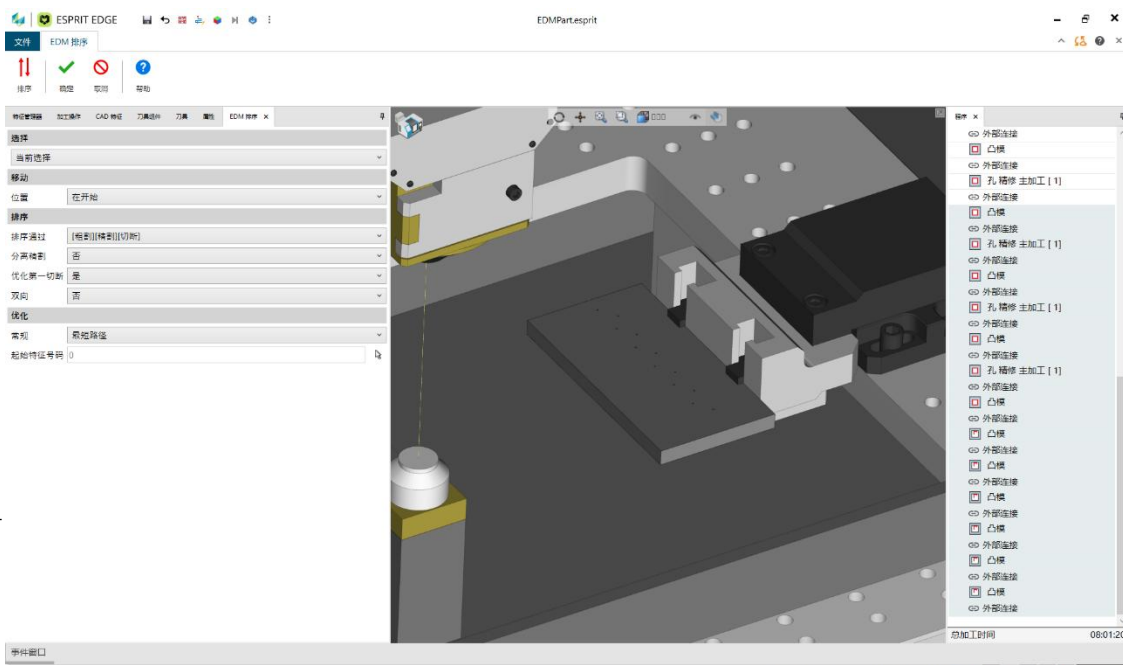 ESPRIT EDGE
EDMPart.esprit
文件 EDM 排序
排序 确定 取消 帮助
特征管理器 加工操作 CAD 特征 刀具组件 刀具 属性 EDM 排序
选择
当前选择
移动
位置 在开始
排序
排序通过 [粗割][精割][切断]
分离精割 否
优化第一切断 是
双向 否
优化
常规 最短路径
起始特征号码 0
程序
外部连接
凸模
外部连接
孔 精修 主加工 [ 1]
外部连接
凸模
外部连接
孔 精修 主加工 [ 1]
外部连接
凸模
外部连接
孔 精修 主加工 [ 1]
外部连接
凸模
外部连接
孔 精修 主加工 [ 1]
外部连接
凸模
外部连接
凸模
外部连接
凸模
外部连接
凸模
外部连接
凸模
外部连接
凸模
外部连接
凸模
外部连接
总加工时间 08:01:20
事件窗口